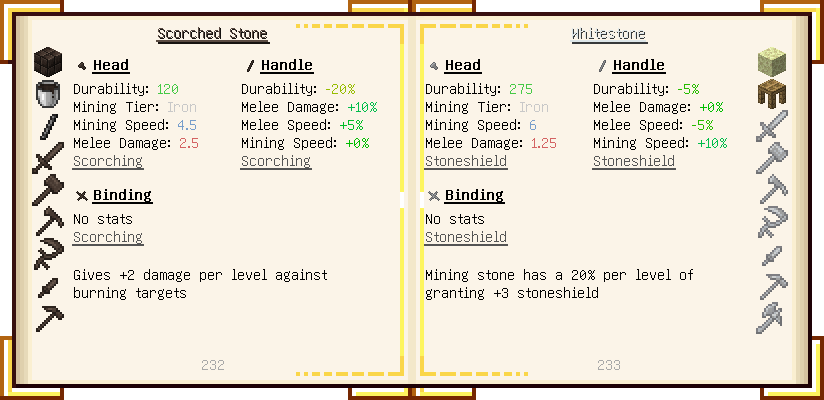 Scorched Stone
Head
Durability: 120
Mining Tier: Iron
Mining Speed: 4.5
Melee Damage: 2.5
Scorching
Handle
Durability: -20%
Melee Damage: +10%
Melee Speed: +5%
Mining Speed: +0%
Scorching
Binding
No stats
Scorching
Gives +2 damage per level against
burning targets
232
Whitestone
Head
Durability: 275
Mining Tier: Iron
Mining Speed: 6
Melee Damage: 1.25
Stoneshield
Handle
Durability: -5%
Melee Damage: +0%
Melee Speed: -5%
Mining Speed: +10%
Stoneshield
Binding
No stats
Stoneshield
Mining stone has a 20% per level of
granting +3 stoneshield
233